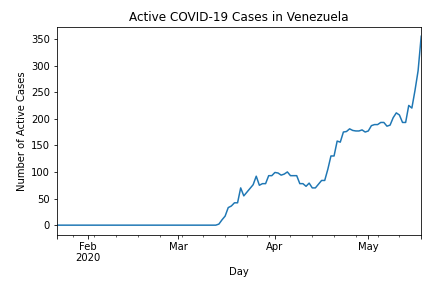 Active COVID-19 Cases in Venezuela
Number of Active Cases
350
300
250
200
150
100
50
0
Feb
2020
Mar
Apr
May
Day